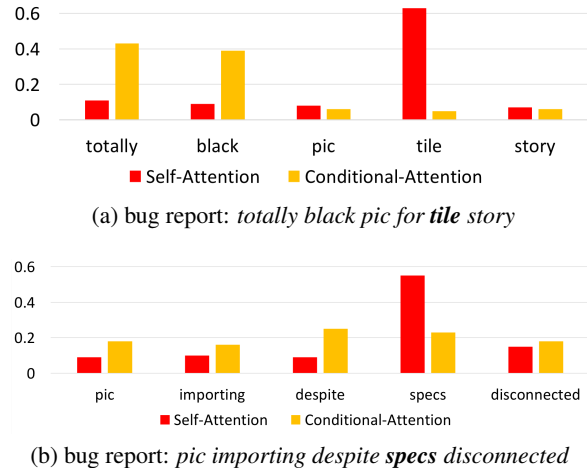 0.6
0.4
0.2
0
totally black pic tile story
Self-Attention Conditional-Attention
(a) bug report: totally black pic for tile story
0.6
0.4
0.2
0
pic importing despite specs disconnected
Self-Attention Conditional-Attention
(b) bug report: pic importing despite specs disconnected